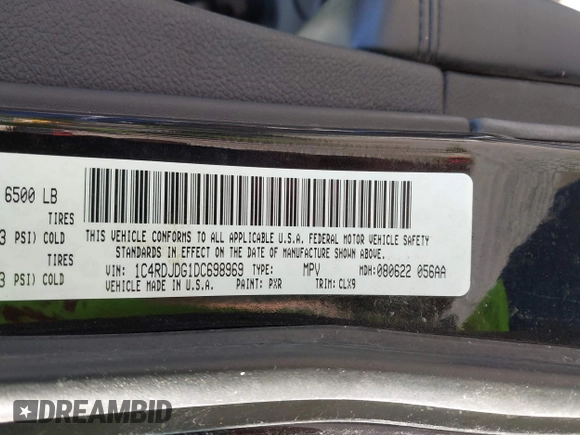 6500 LB
TIRES
3 PSI) COLD
TIRES
3 PSI) COLD
THIS VEHICLE CONFORMS TO ALL APPLICABLE U.S.A. FEDERAL MOTOR VEHICLE SAFETY
STANDARDS IN EFFECT ON THE DATE OF MANUFACTURE SHOWN ABOVE.
VIN: 1C4RDJDG1DC698969 TYPE: MPV MDH: 080622 056AA
VEHICLE MADE IN U.S.A. PAINT: PXR TRIM: CLX9
DREAMBID